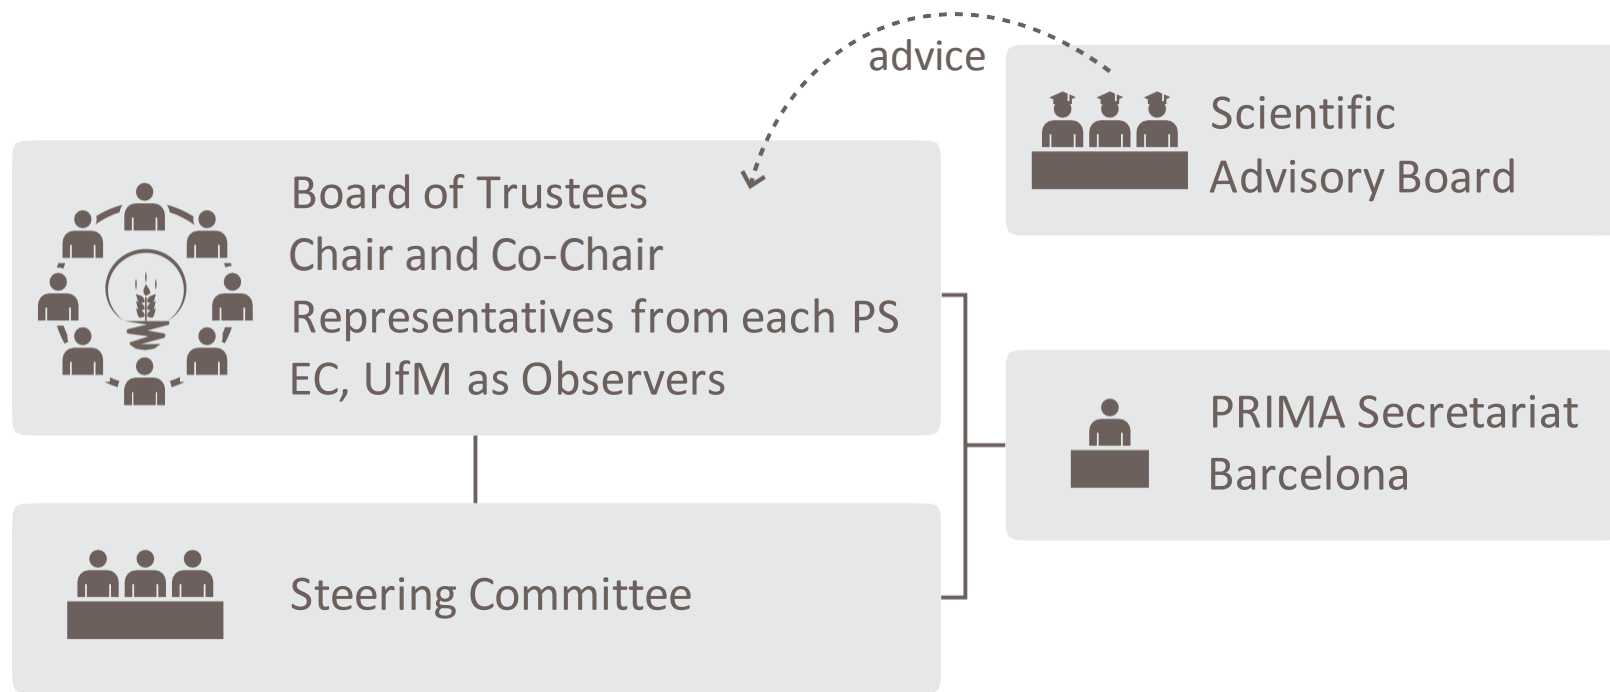 advice
Scientific
Advisory Board
Board of Trustees
Chair and Co-Chair
Representatives from each PS
EC, UfM as Observers
PRIMA Secretariat
Barcelona
Steering Committee